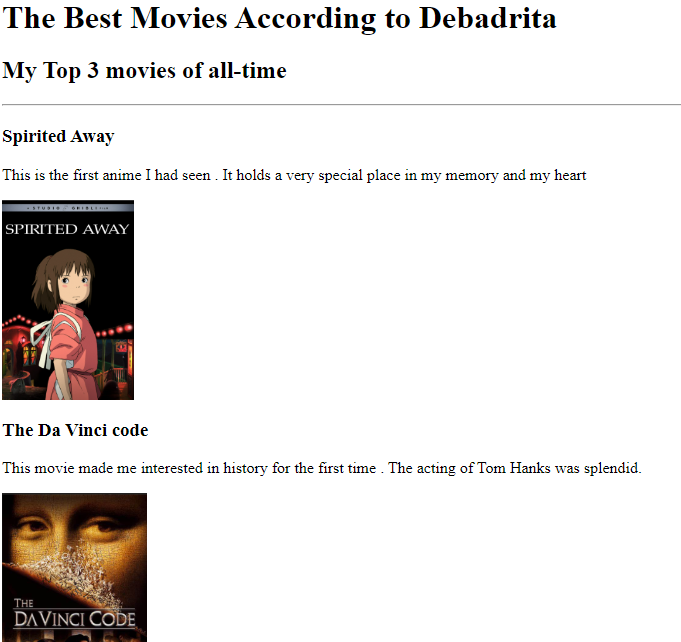 The Best Movies According to Debadrita
My Top 3 movies of all-time
Spirited Away
This is the first anime I had seen . It holds a very special place in my memory and my heart
A STUDIO GHIBLI FILM
SPIRITED AWAY
The Da Vinci code
This movie made me interested in history for the first time . The acting of Tom Hanks was splendid.
THE
DA VINCI CODE